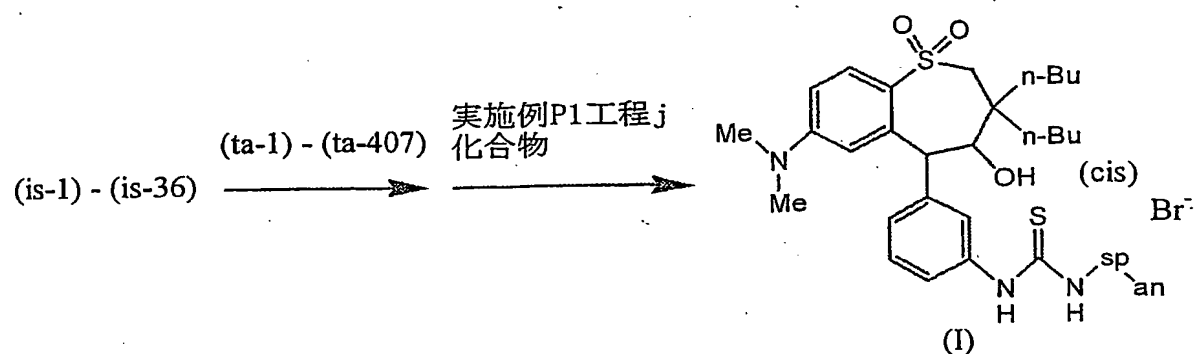 (is-1) - (is-36)
(ta-1) - (ta-407)
実施例P1工程j
化合物
O
O
S
n-Bu
n-Bu
Me
N
Me
OH
(cis)
Br-
S
N
H
N
H
sp
an
(I)